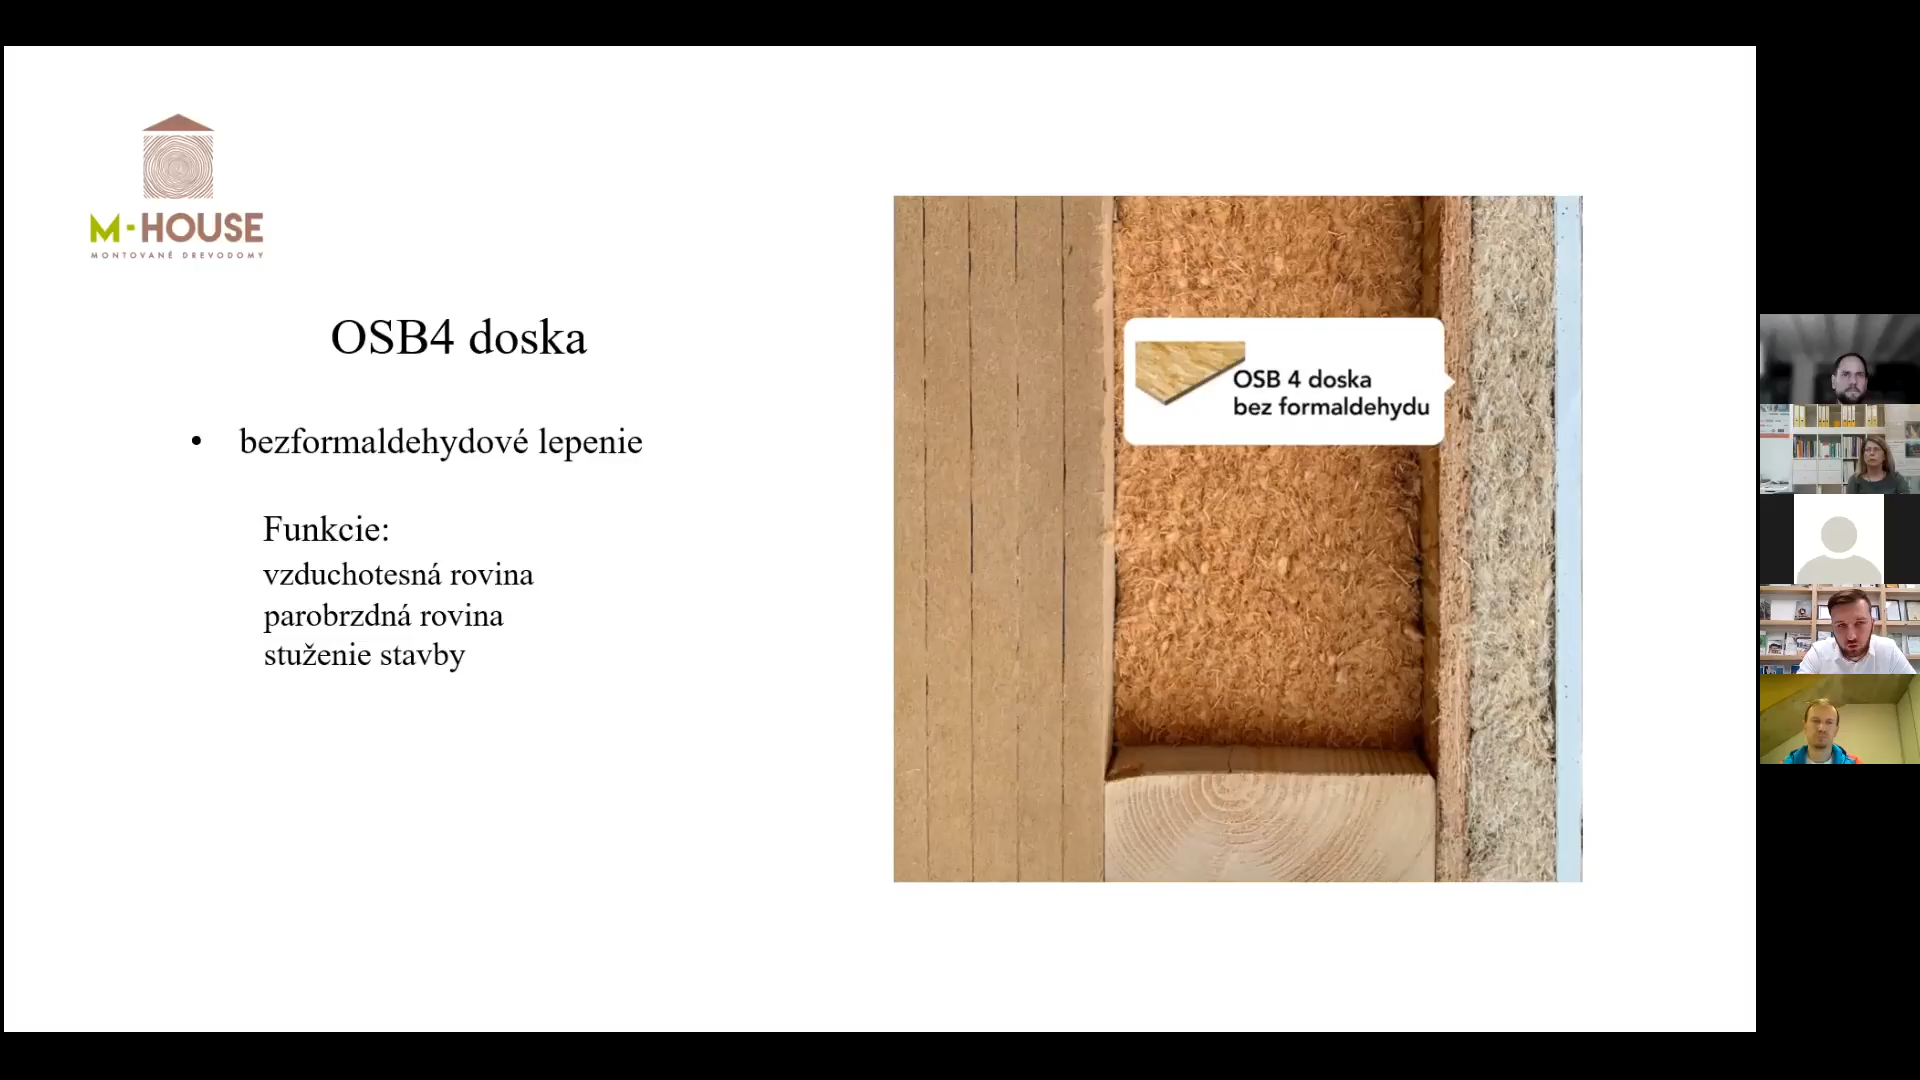 M-HOUSE
MONTOVANÉ DREVODOMY
OSB4 doska
• bezformaldehydové lepenie
Funkcie:
vzduchotesná rovina
parobrzdná rovina
stuženie stavby
OSB 4 doska
bez formaldehydu